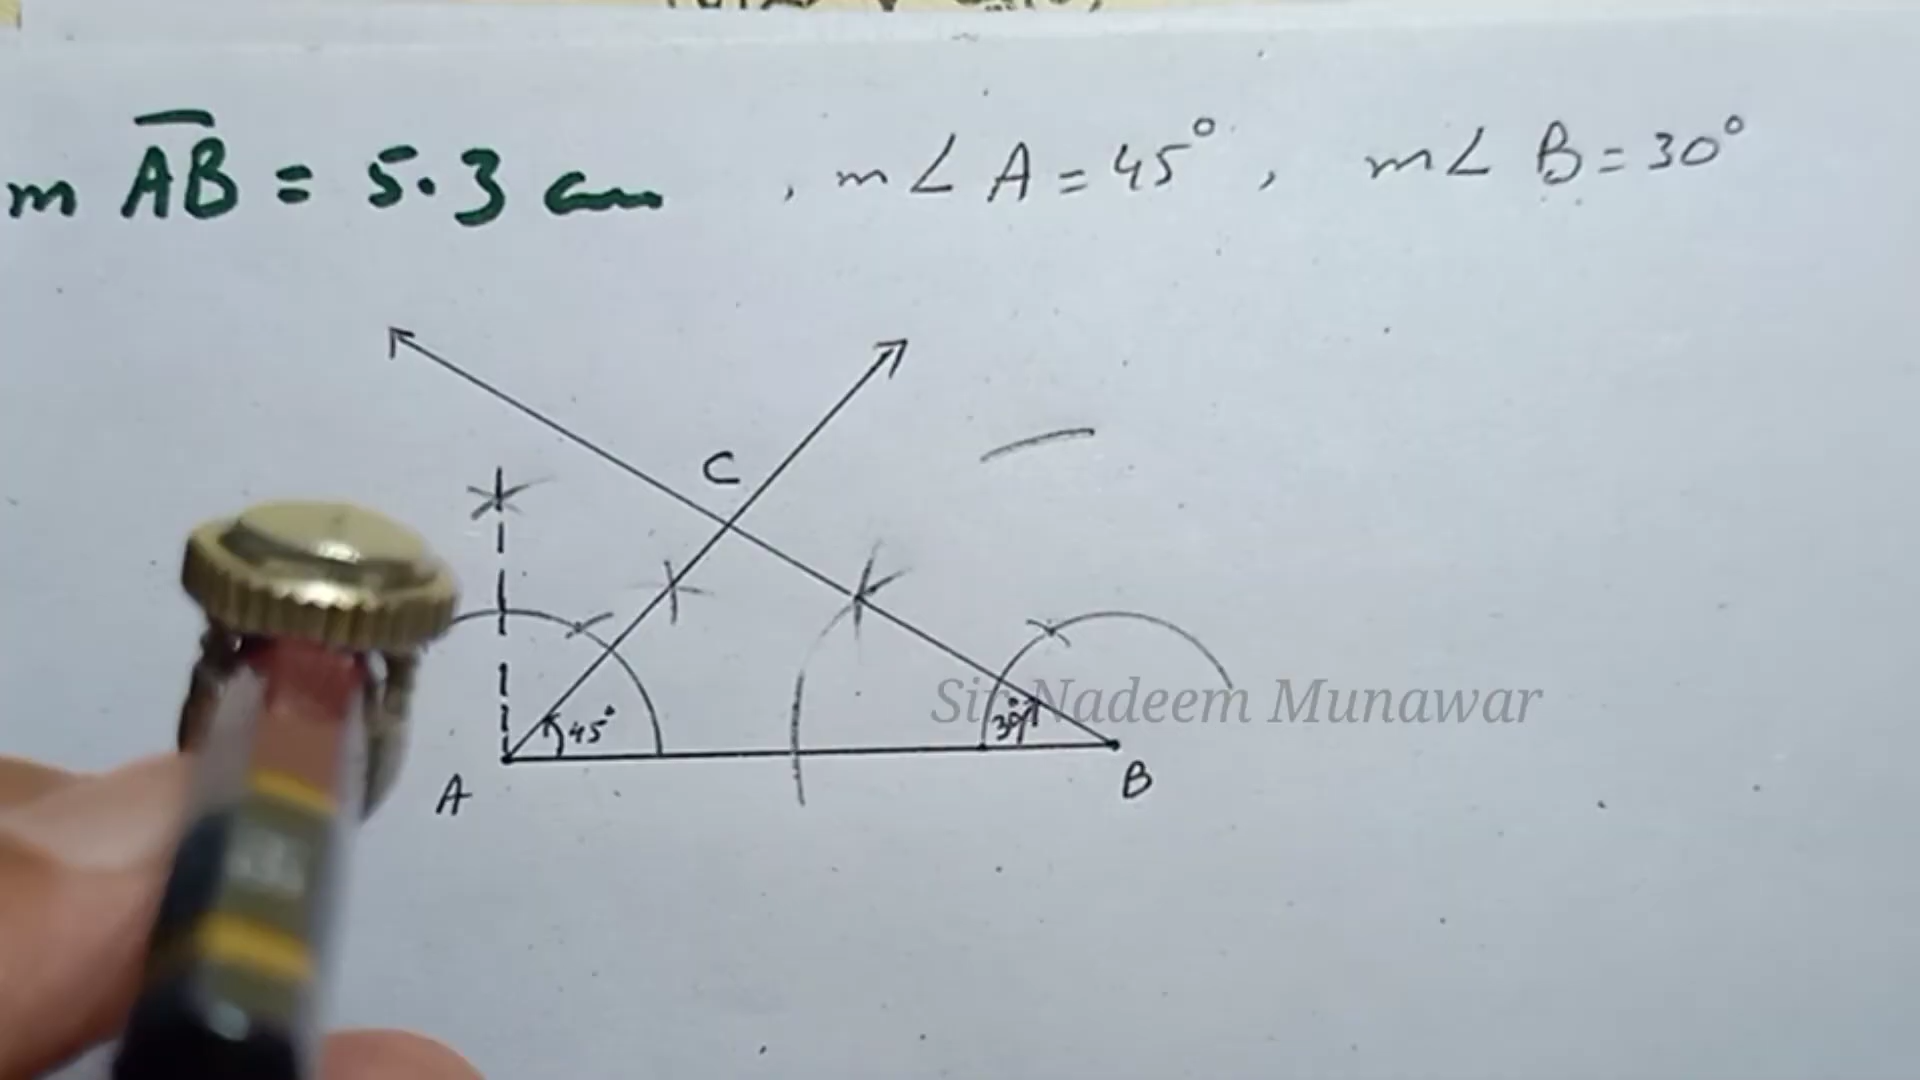 m AB = 5.3 cm , m∠A = 45° , m∠B = 30°
C
Sir Nadeem Munawar
45° 30°
A B